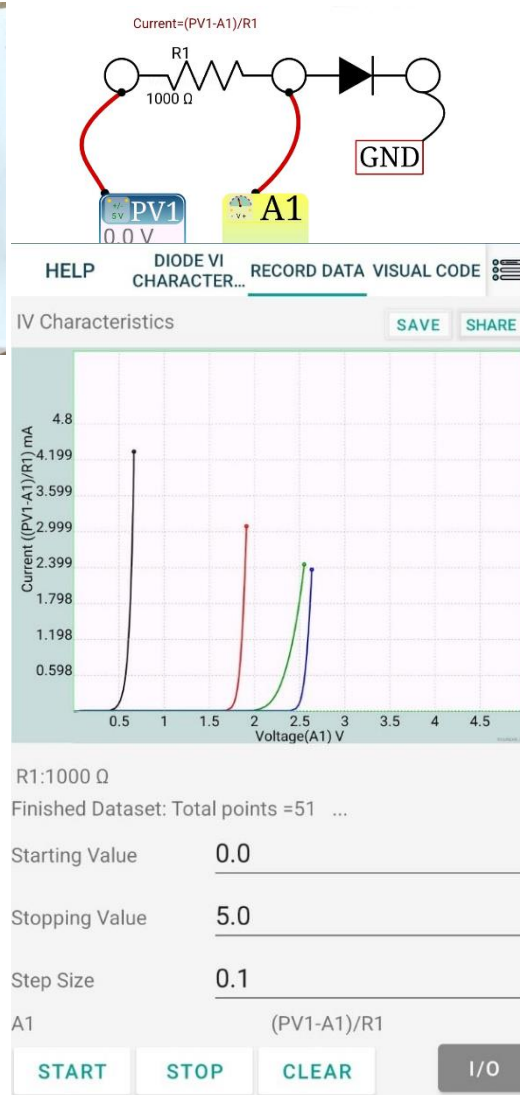 Current=(PV1-A1)/R1
R1
1000 Ω
GND
+/-
5V
PV1
A1
0.0 V
HELP
DIODE VI
CHARACTER...
RECORD DATA
VISUAL CODE
IV Characteristics
SAVE
SHARE
Current ((PV1-A1)/R1) mA
4.8
4.199
3.599
2.999
2.399
1.798
1.198
0.598
0.5 1 1.5 2 2.5 3 3.5 4 4.5
Voltage(A1) V
R1:1000 Ω
Finished Dataset: Total points =51 ...
Starting Value 0.0
Stopping Value 5.0
Step Size 0.1
A1 (PV1-A1)/R1
START STOP CLEAR I/O